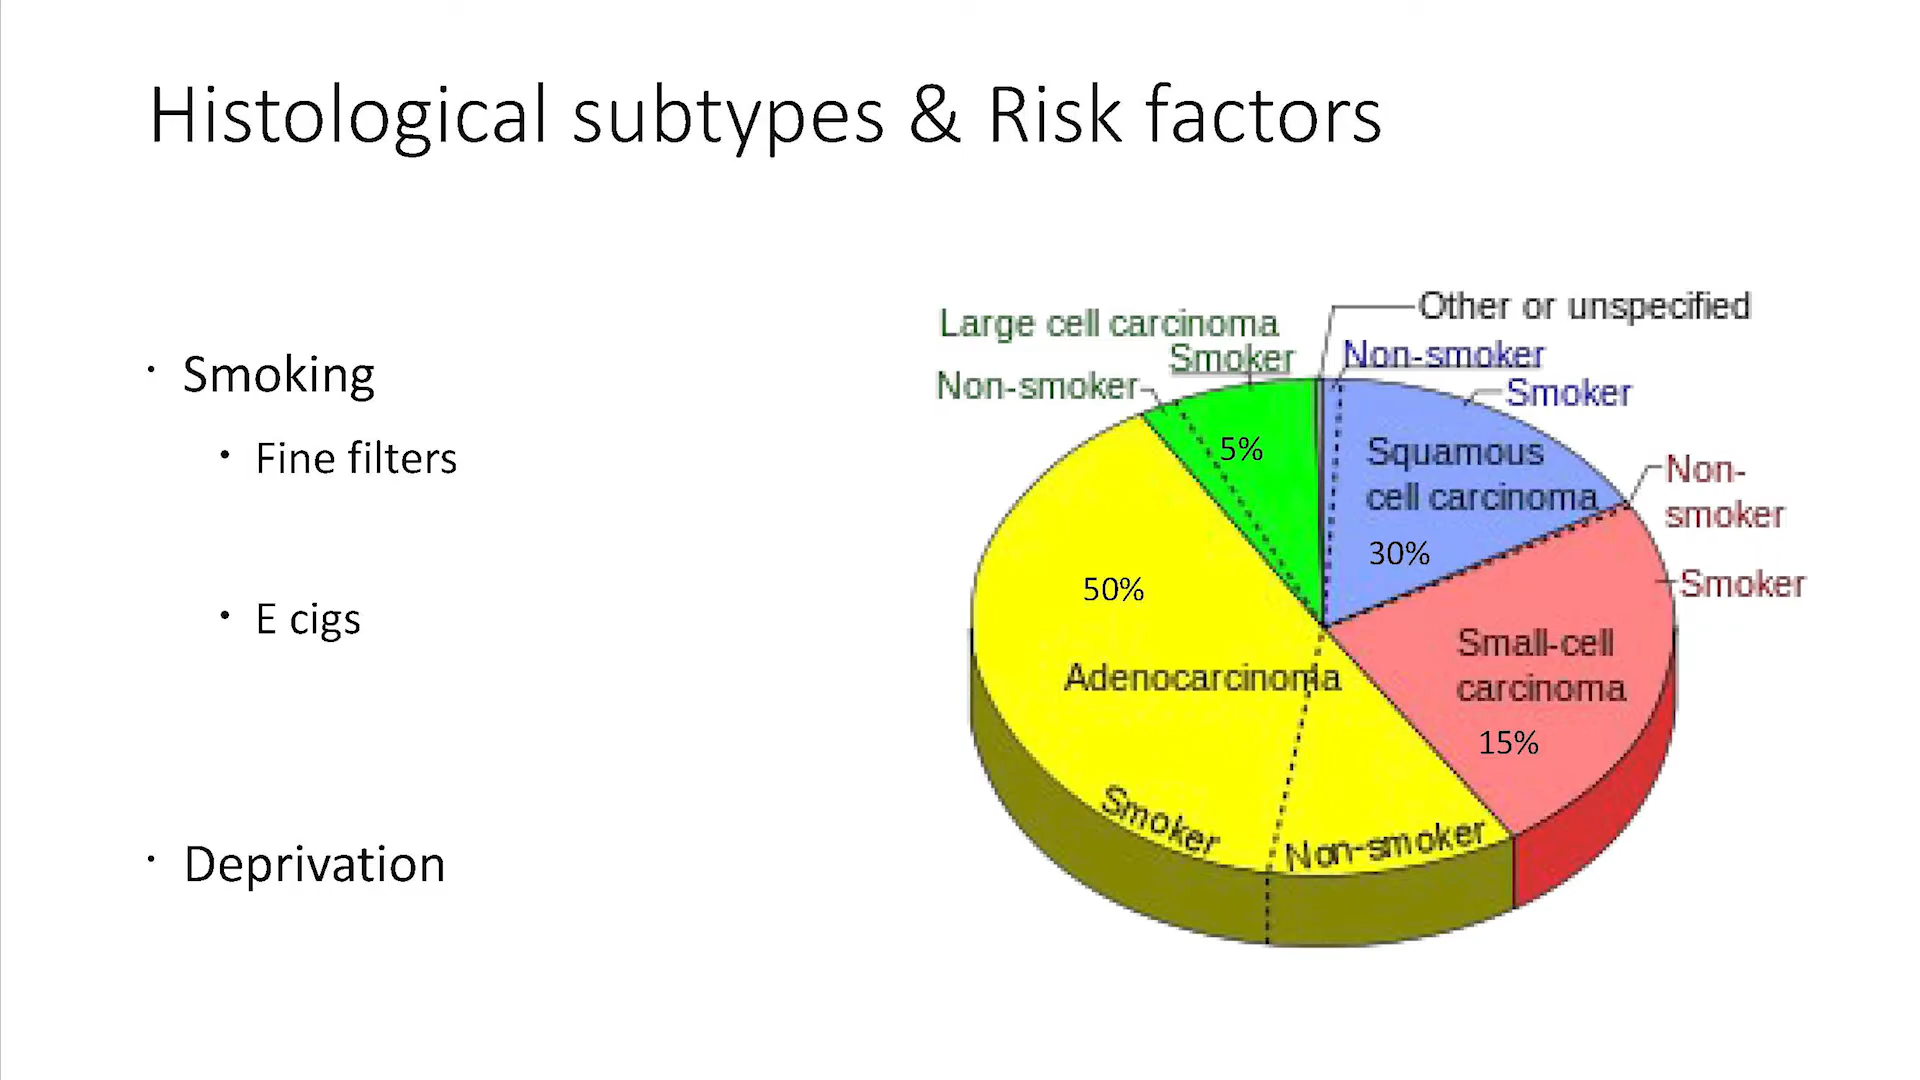 Histological subtypes & Risk factors
• Smoking
• Fine filters
• E cigs
• Deprivation
Other or unspecified
Large cell carcinoma
Smoker
Non-smoker
Non-smoker
Smoker
5%
Squamous
cell carcinoma
30%
Non-
smoker
Smoker
50%
Adenocarcinoma
Small-cell
carcinoma
15%
Smoker
Non-smoker